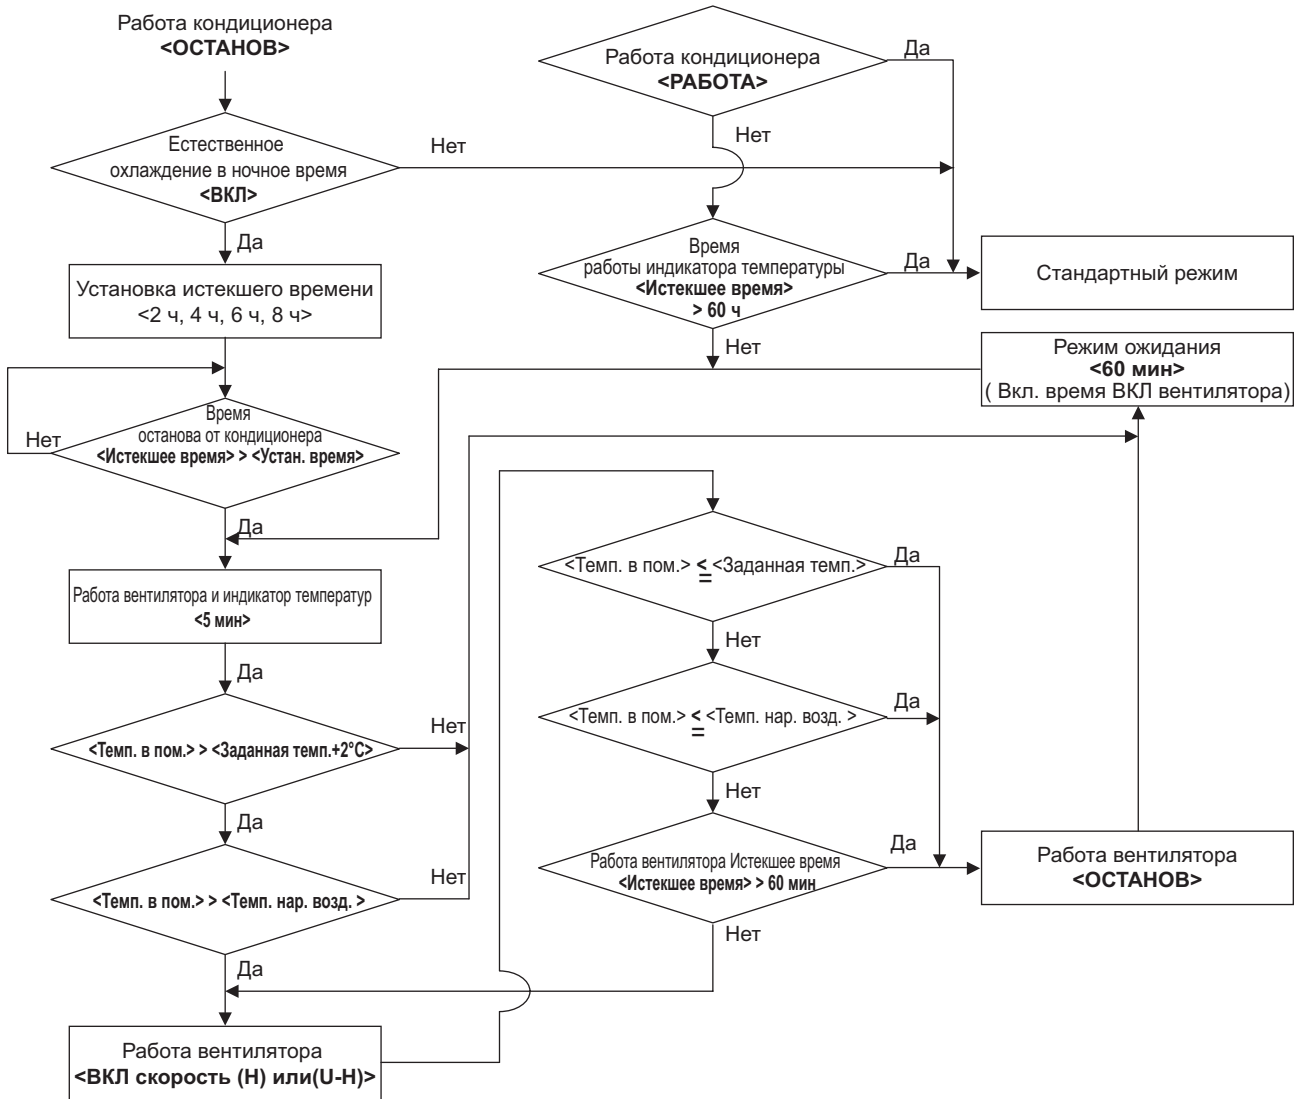 Работа кондиционера
<ОСТАНОВ>
Естественное
охлаждение в ночное время
<ВКЛ>
Нет
Да
Установка истекшего времени
<2 ч, 4 ч, 6 ч, 8 ч>
Время
останова от кондиционера
<Истекшее время> > <Устан. время>
Нет
Да
Работа вентилятора и индикатор температур
<5 мин>
Да
<Темп. в пом.> > <Заданная темп.+2°C>
Нет
Да
<Темп. в пом.> > <Темп. нар. возд. >
Нет
Да
Работа вентилятора
<ВКЛ скорость (H) или(U-H)>
Работа кондиционера
<РАБОТА>
Да
Нет
Время
работы индикатора температуры
<Истекшее время>
> 60 ч
Да
Нет
Стандартный режим
Режим ожидания
<60 мин>
( Вкл. время ВКЛ вентилятора)
<Темп. в пом.> ≦ <Заданная темп.>
Да
Нет
<Темп. в пом.> ≦ <Темп. нар. возд. >
Да
Нет
Работа вентилятора Истекшее время
<Истекшее время> > 60 мин
Да
Нет
Работа вентилятора
<ОСТАНОВ>